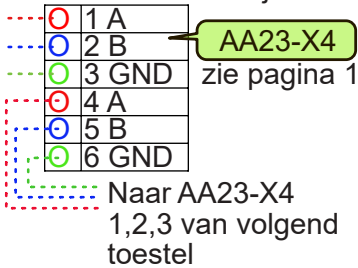 1 A
2 B
3 GND
4 A
5 B
6 GND
AA23-X4
zie pagina 1
Naar AA23-X4
1,2,3 van volgend
toestel